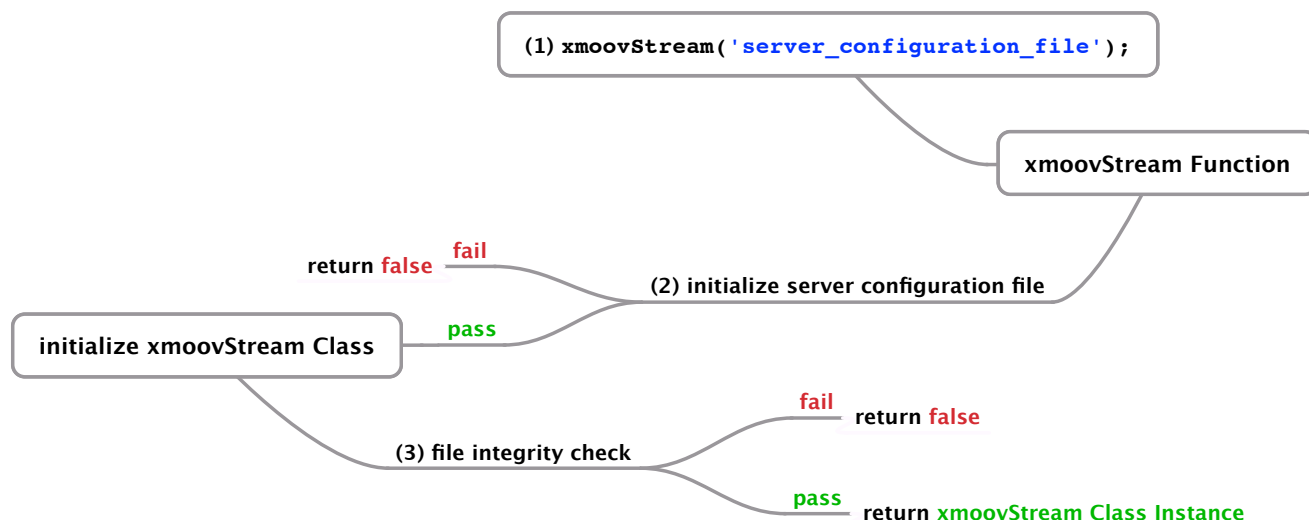 (1) xmoovStream('server_configuration_file');
xmoovStream Function
fail
return false
(2) initialize server configuration file
pass
initialize xmoovStream Class
fail
return false
(3) file integrity check
pass
return xmoovStream Class Instance